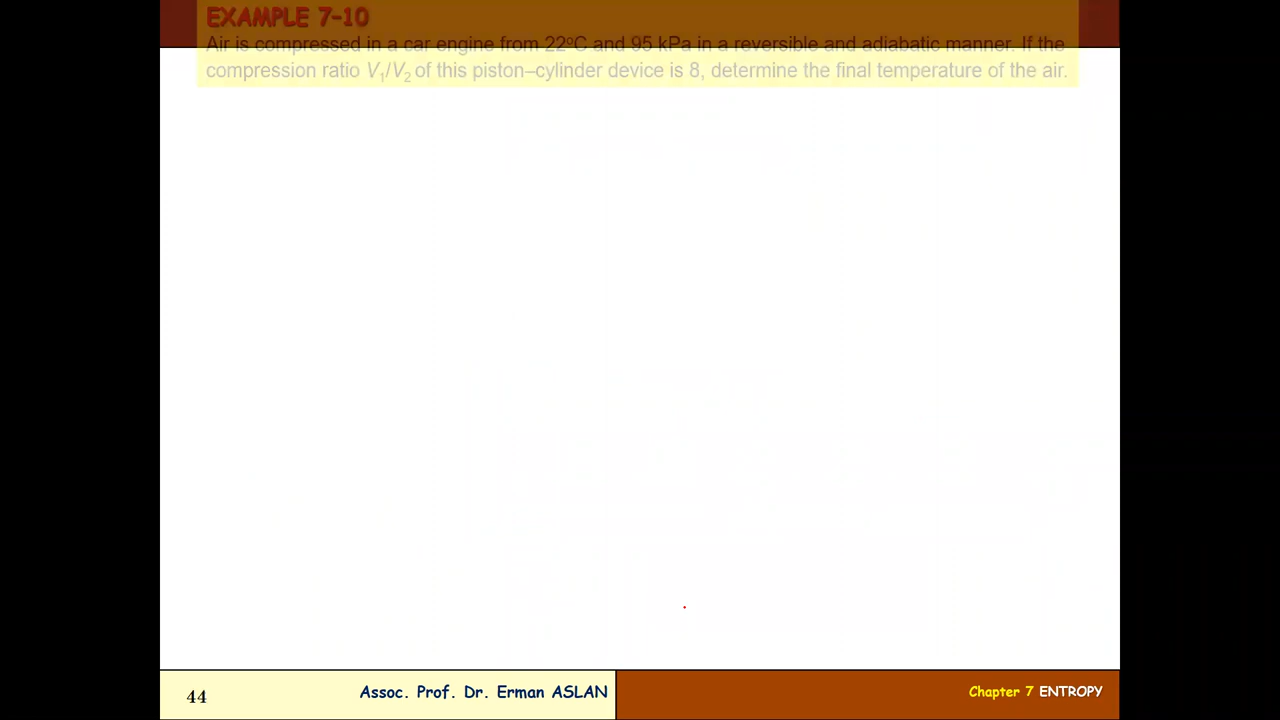 EXAMPLE 7–10
Air is compressed in a car engine from 22°C and 95 kPa in a reversible and adiabatic manner. If the
compression ratio V₁/V₂ of this piston–cylinder device is 8, determine the final temperature of the air.
44
Assoc. Prof. Dr. Erman ASLAN
Chapter 7 ENTROPY